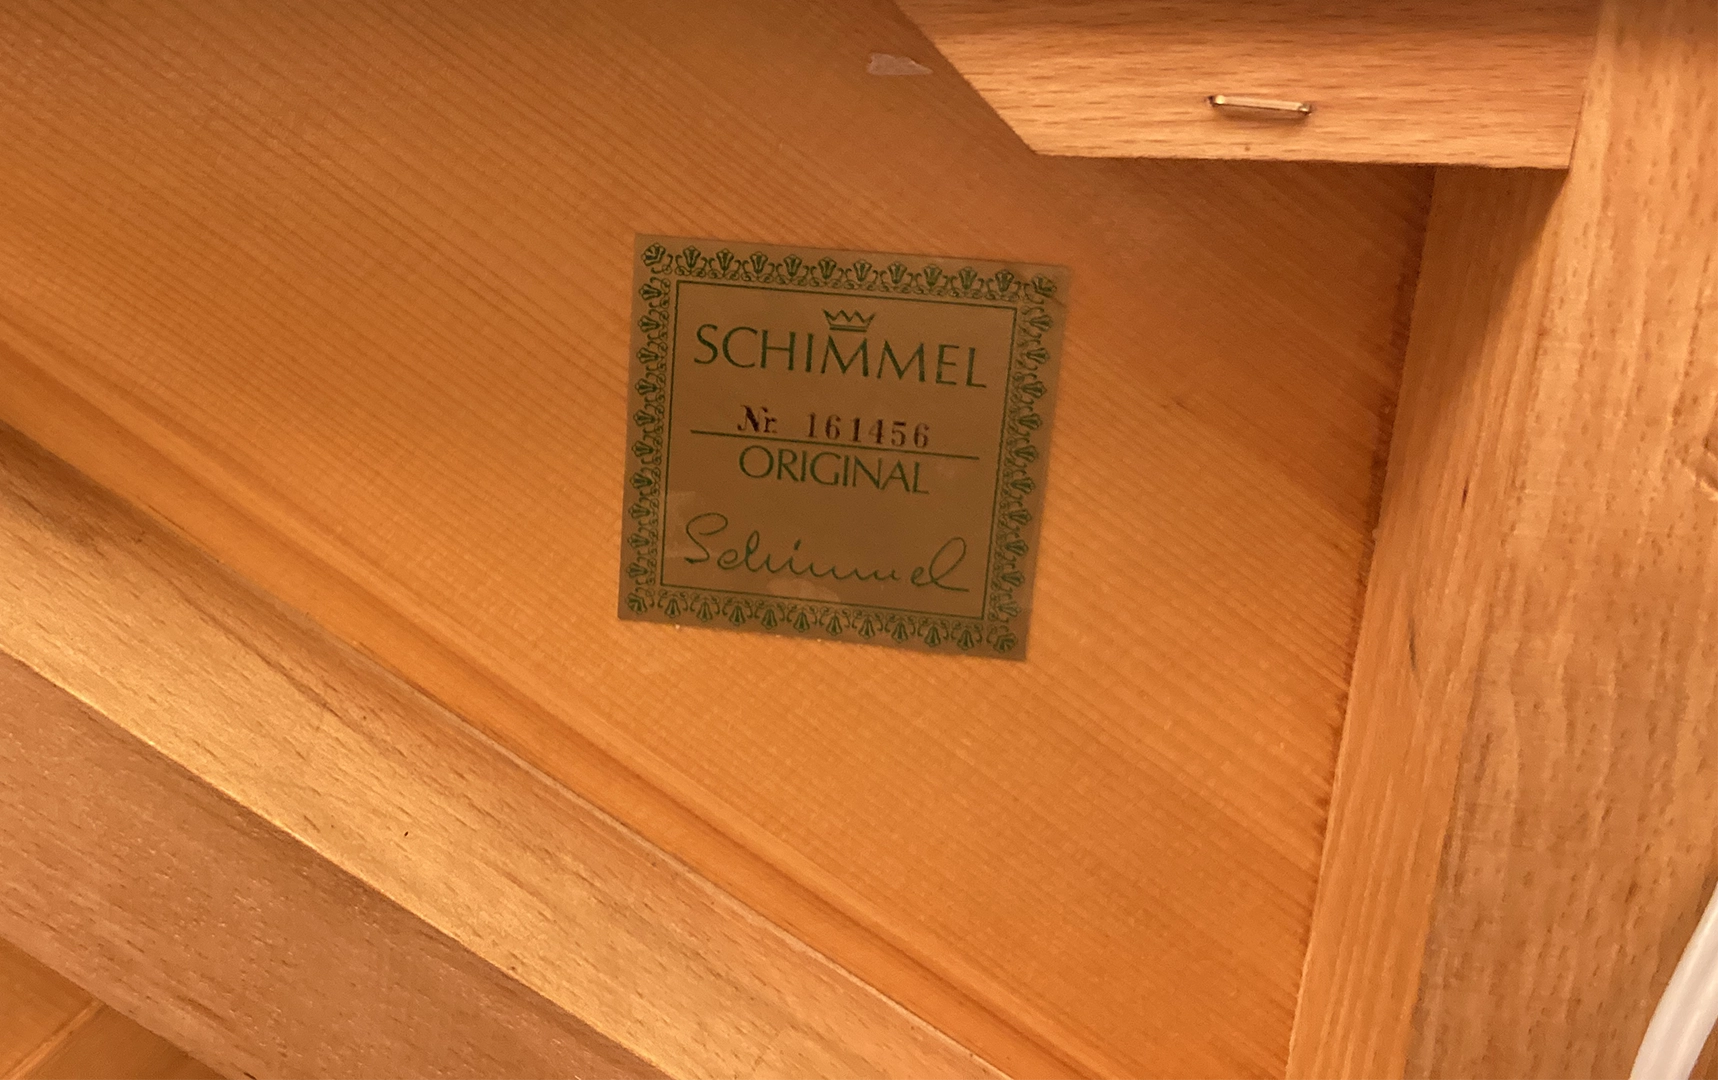 SCHIMMEL
Nr. 161456
ORIGINAL
Schimmel